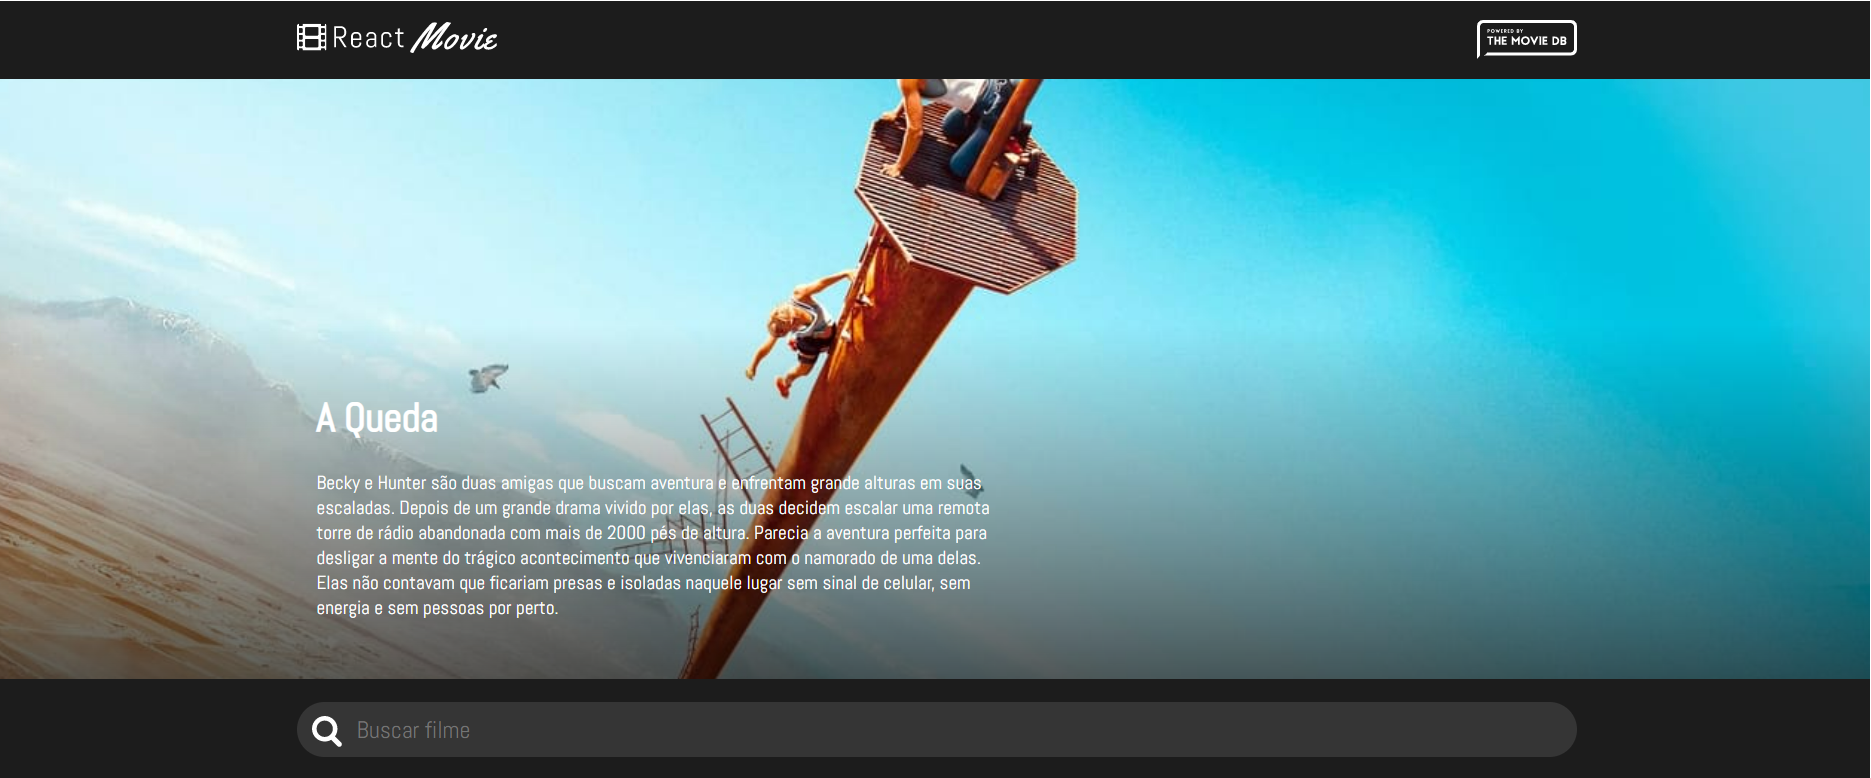 React Movie
POWERED BY
THE MOVIE DB
A Queda
Becky e Hunter são duas amigas que buscam aventura e enfrentam grande alturas em suas
escaladas. Depois de um grande drama vivido por elas, as duas decidem escalar uma remota
torre de rádio abandonada com mais de 2000 pés de altura. Parecia a aventura perfeita para
desligar a mente do trágico acontecimento que vivenciaram com o namorado de uma delas.
Elas não contavam que ficariam presas e isoladas naquele lugar sem sinal de celular, sem
energia e sem pessoas por perto.
Buscar filme